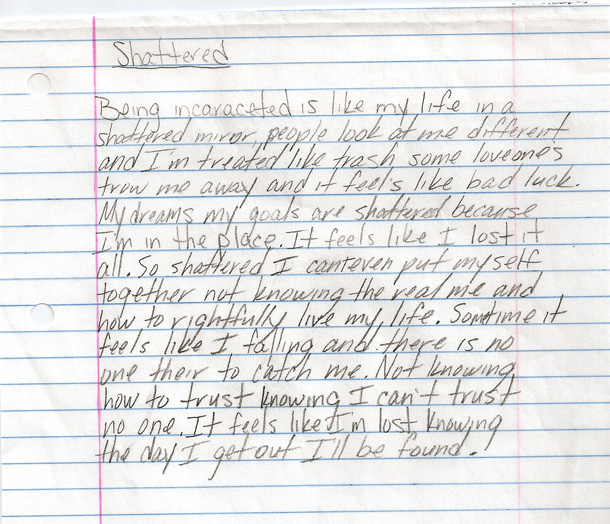 Shattered
Being incaraceted is like my life in a
shattered mirror, people look at me different
and I'm treated like trash some loveone's
trow me away and it feel's like bad luck.
My dreams my goals are shattered because
I'm in the place. It feels like I lost it
all. So shattered I canteven put myself
together not knowing the real me and
how to rightfully live my life. Somtime it
feels like I falling and there is no
one their to catch me. Not knowing
how to trust knowing I can't trust
no one. It feels like I'm lost knowing
the day I get out I'll be found.